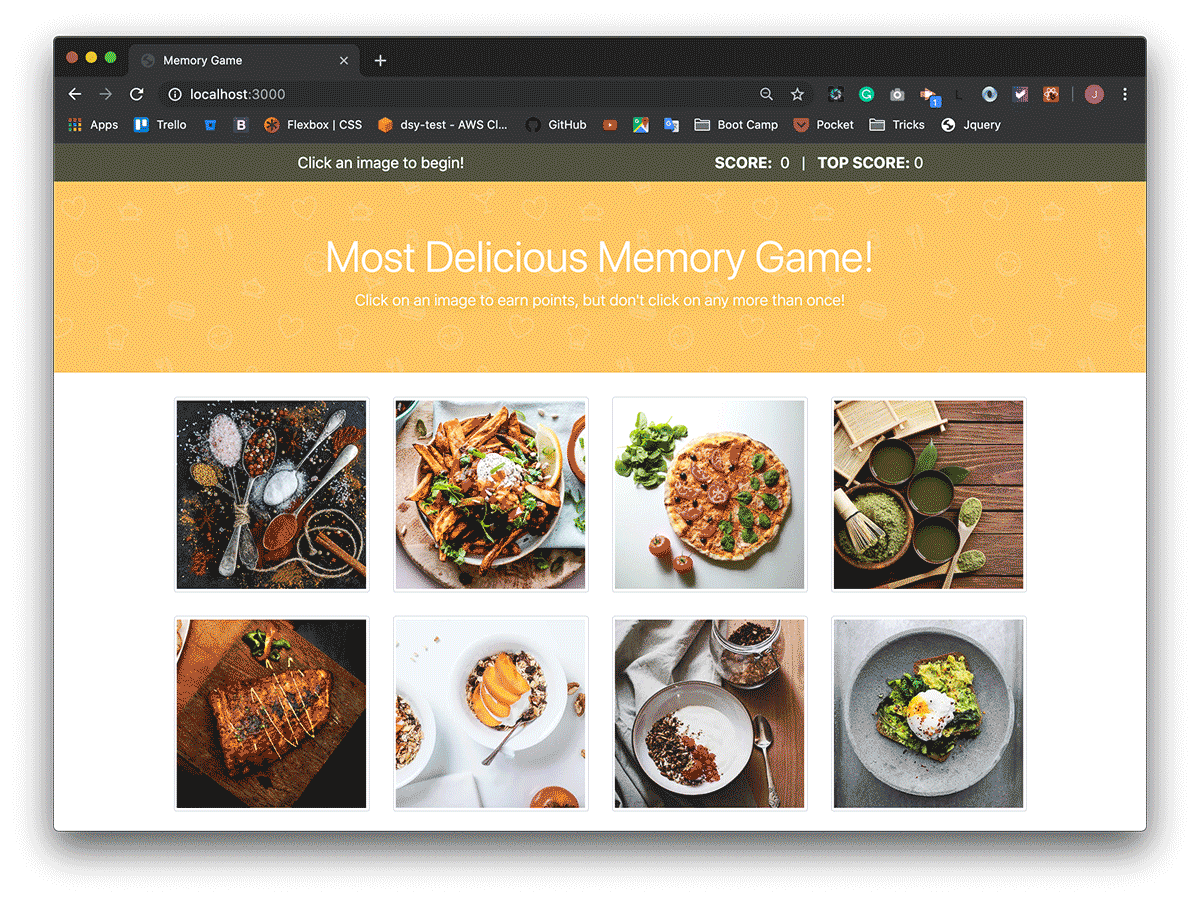 Memory Game
localhost:3000
1
J
Apps Trello B Flexbox | CSS dsy-test - AWS Cl... GitHub Boot Camp Pocket Tricks Jquery
Click an image to begin! SCORE: 0 | TOP SCORE: 0
Most Delicious Memory Game!
Click on an image to earn points, but don't click on any more than once!